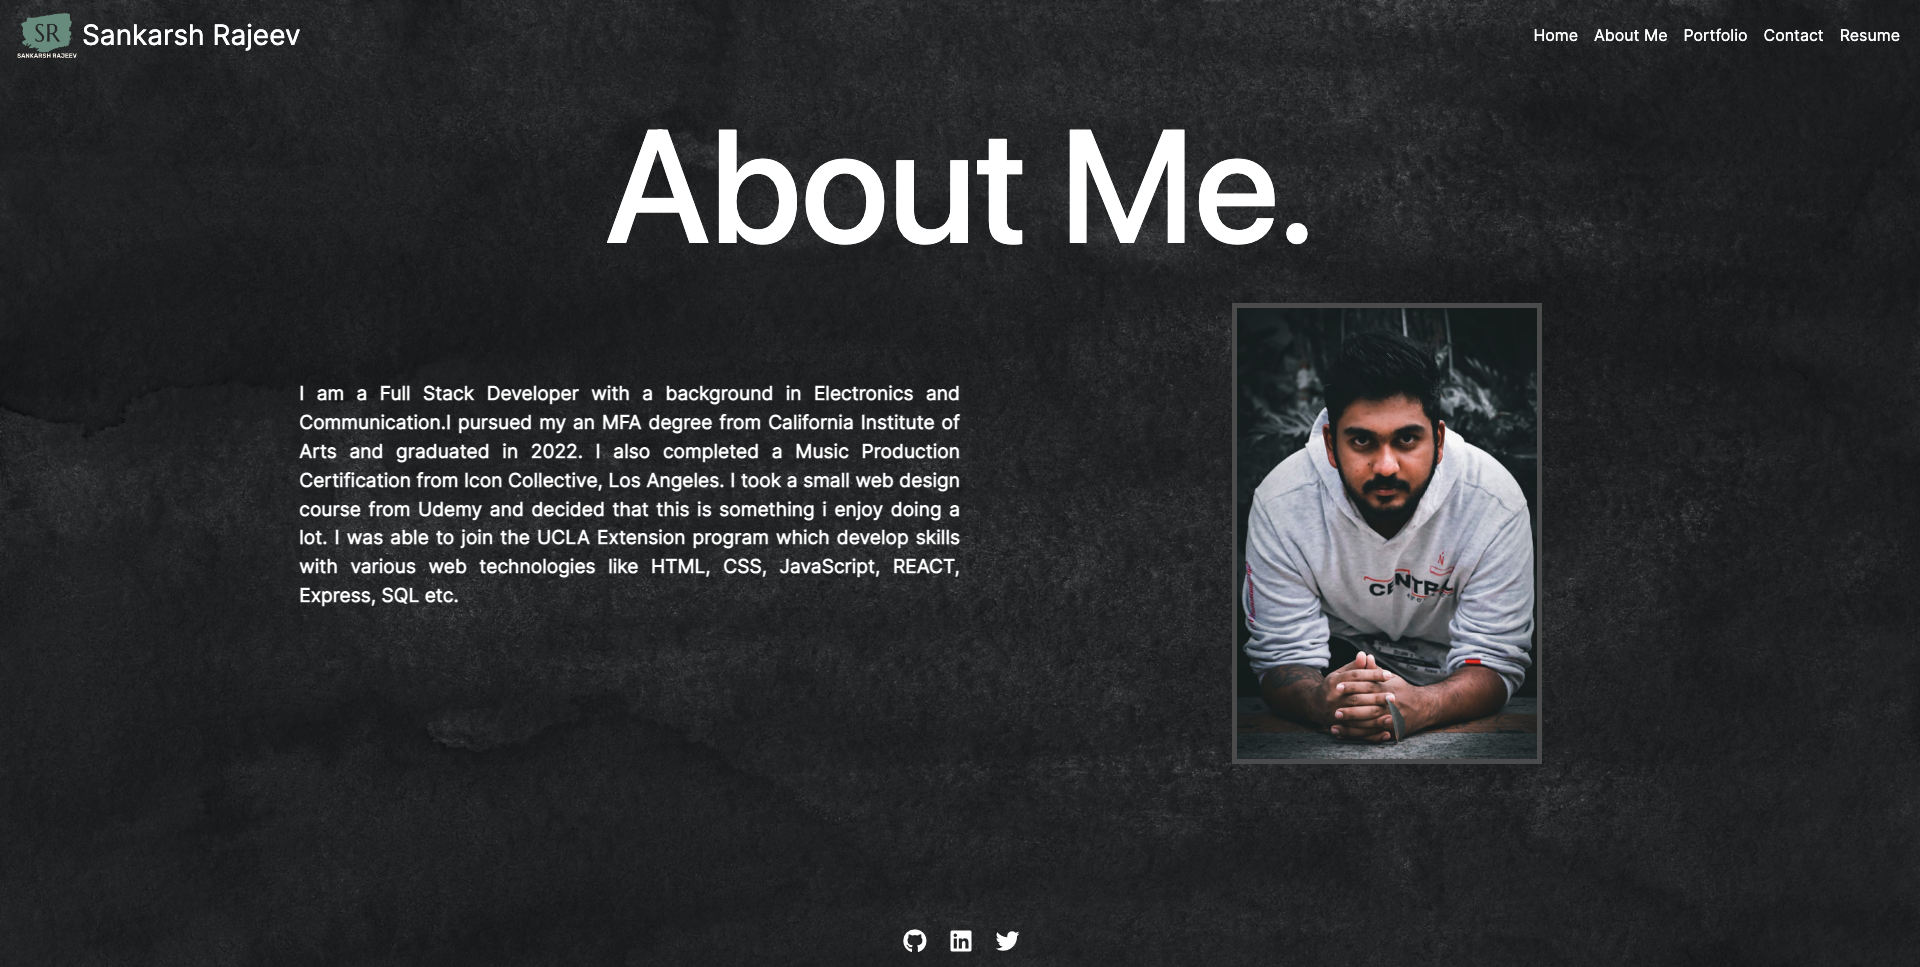 SR
SANKARSH RAJEEV
Sankarsh Rajeev
Home About Me Portfolio Contact Resume
About Me.
I am a Full Stack Developer with a background in Electronics and
Communication.I pursued my an MFA degree from California Institute of
Arts and graduated in 2022. I also completed a Music Production
Certification from Icon Collective, Los Angeles. I took a small web design
course from Udemy and decided that this is something i enjoy doing a
lot. I was able to join the UCLA Extension program which develop skills
with various web technologies like HTML, CSS, JavaScript, REACT,
Express, SQL etc.
in